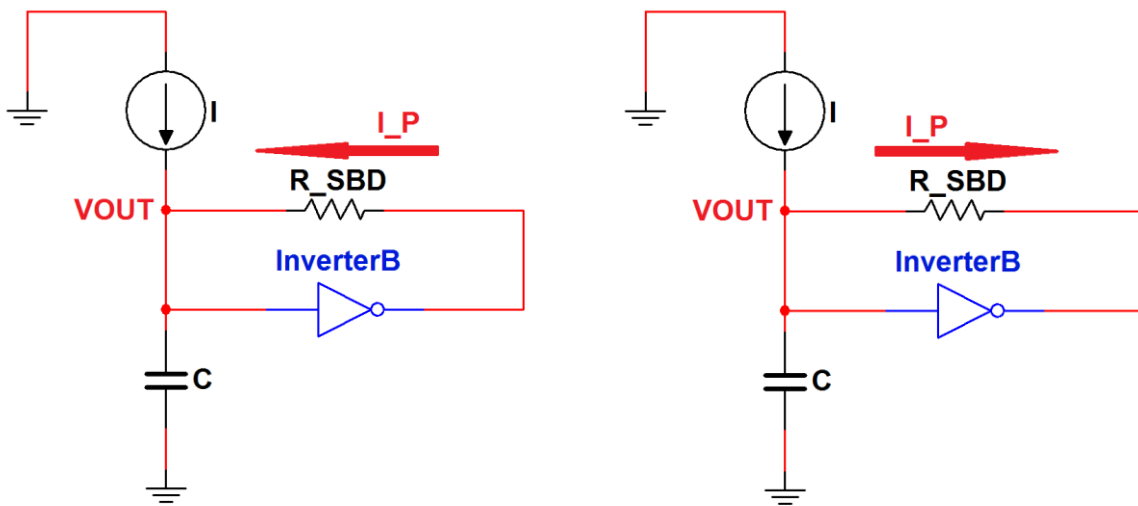 I
I_P
R_SBD
VOUT
InverterB
C
I
I_P
R_SBD
VOUT
InverterB
C